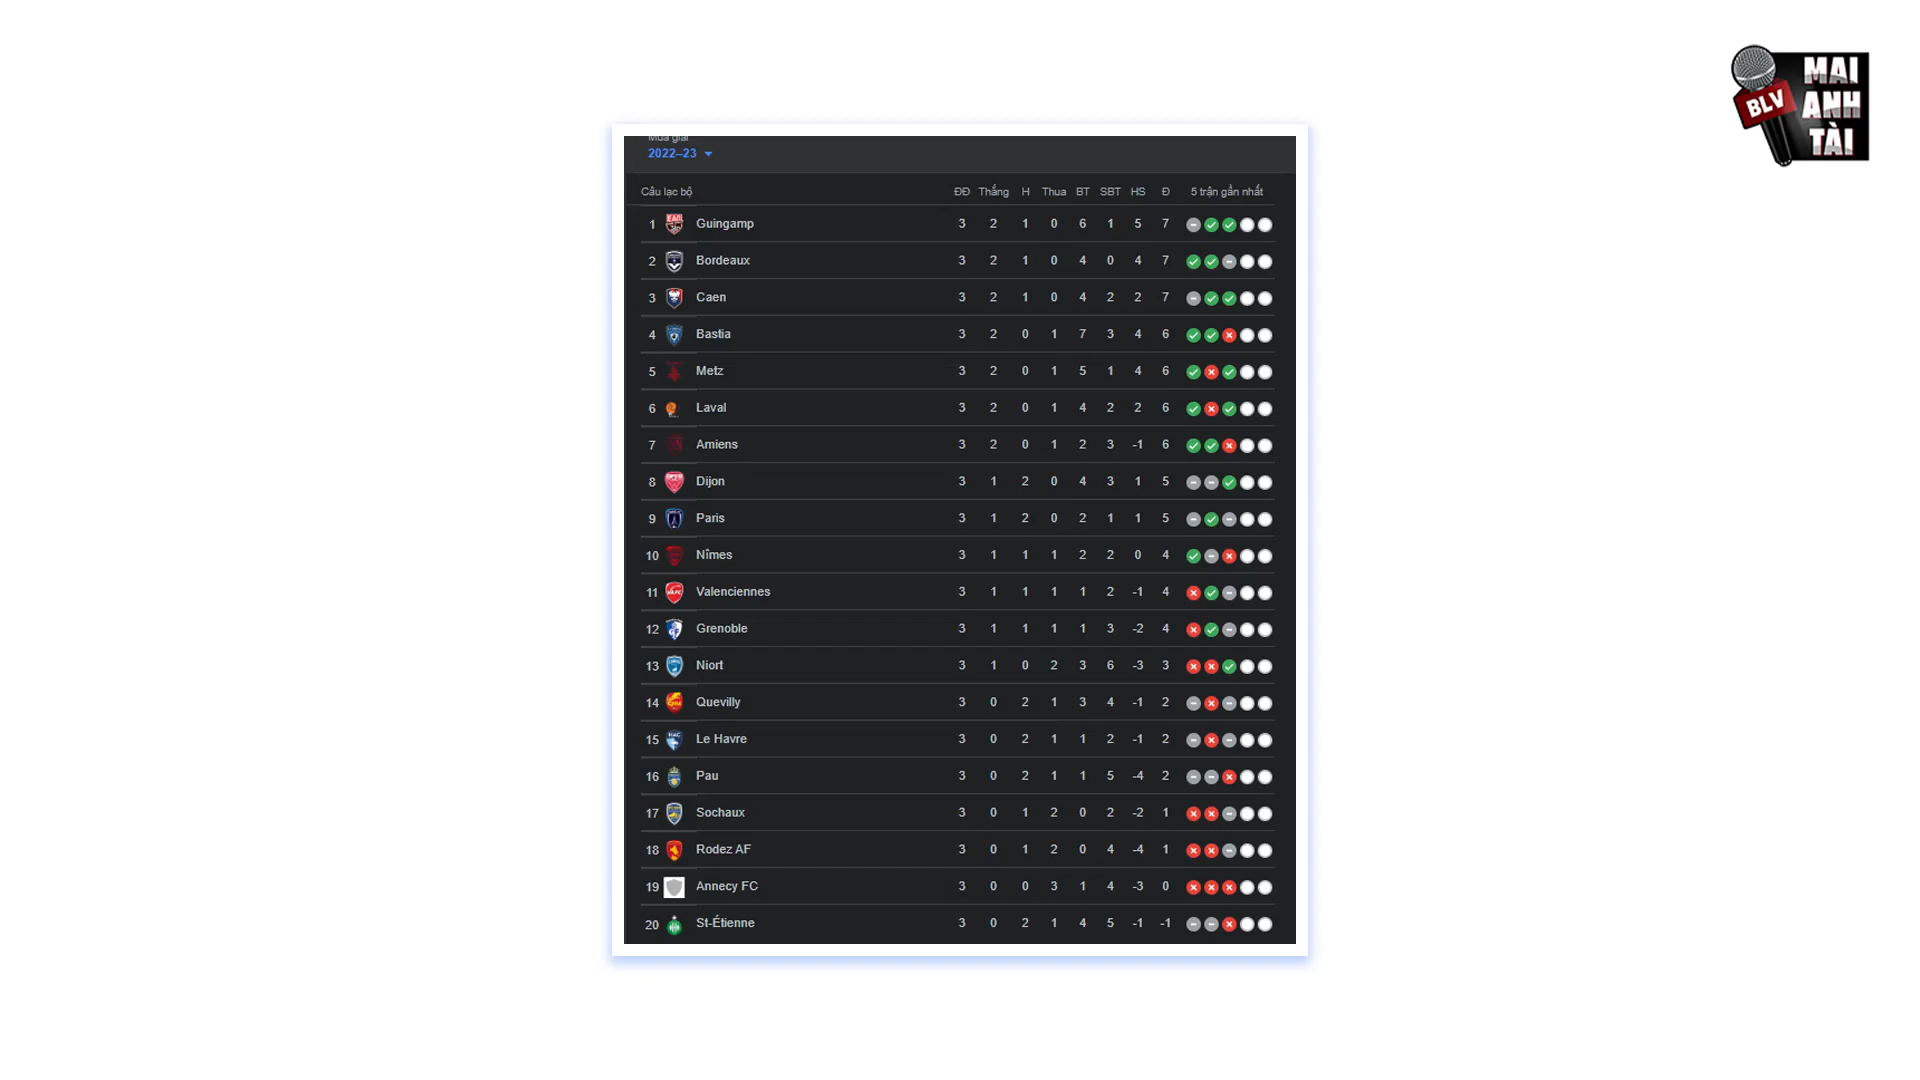 Mùa giải
2022–23
Câu lạc bộ ĐĐ Thắng H Thua BT SBT HS Đ 5 trận gần nhất
1 Guingamp 3 2 1 0 6 1 5 7
2 Bordeaux 3 2 1 0 4 0 4 7
3 Caen 3 2 1 0 4 2 2 7
4 Bastia 3 2 0 1 7 3 4 6
5 Metz 3 2 0 1 5 1 4 6
6 Laval 3 2 0 1 4 2 2 6
7 Amiens 3 2 0 1 2 3 -1 6
8 Dijon 3 1 2 0 4 3 1 5
9 Paris 3 1 2 0 2 1 1 5
10 Nîmes 3 1 1 1 2 2 0 4
11 Valenciennes 3 1 1 1 1 2 -1 4
12 Grenoble 3 1 1 1 1 3 -2 4
13 Niort 3 1 0 2 3 6 -3 3
14 Quevilly 3 0 2 1 3 4 -1 2
15 Le Havre 3 0 2 1 1 2 -1 2
16 Pau 3 0 2 1 1 5 -4 2
17 Sochaux 3 0 1 2 0 2 -2 1
18 Rodez AF 3 0 1 2 0 4 -4 1
19 Annecy FC 3 0 0 3 1 4 -3 0
20 St-Étienne 3 0 2 1 4 5 -1 -1
BLV
MAI
ANH
TÀI